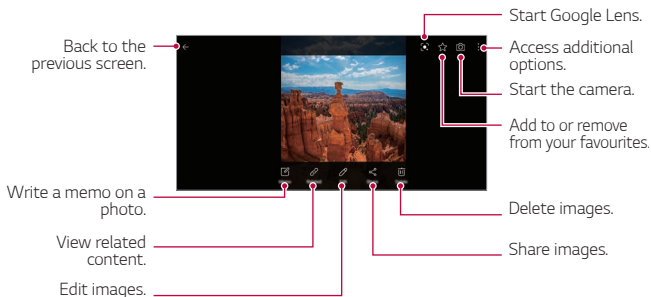 Start Google Lens.
Back to the
previous screen.
Access additional
options.
Start the camera.
Add to or remove
from your favourites.
Write a memo on a
photo.
View related
content.
Edit images.
Delete images.
Share images.